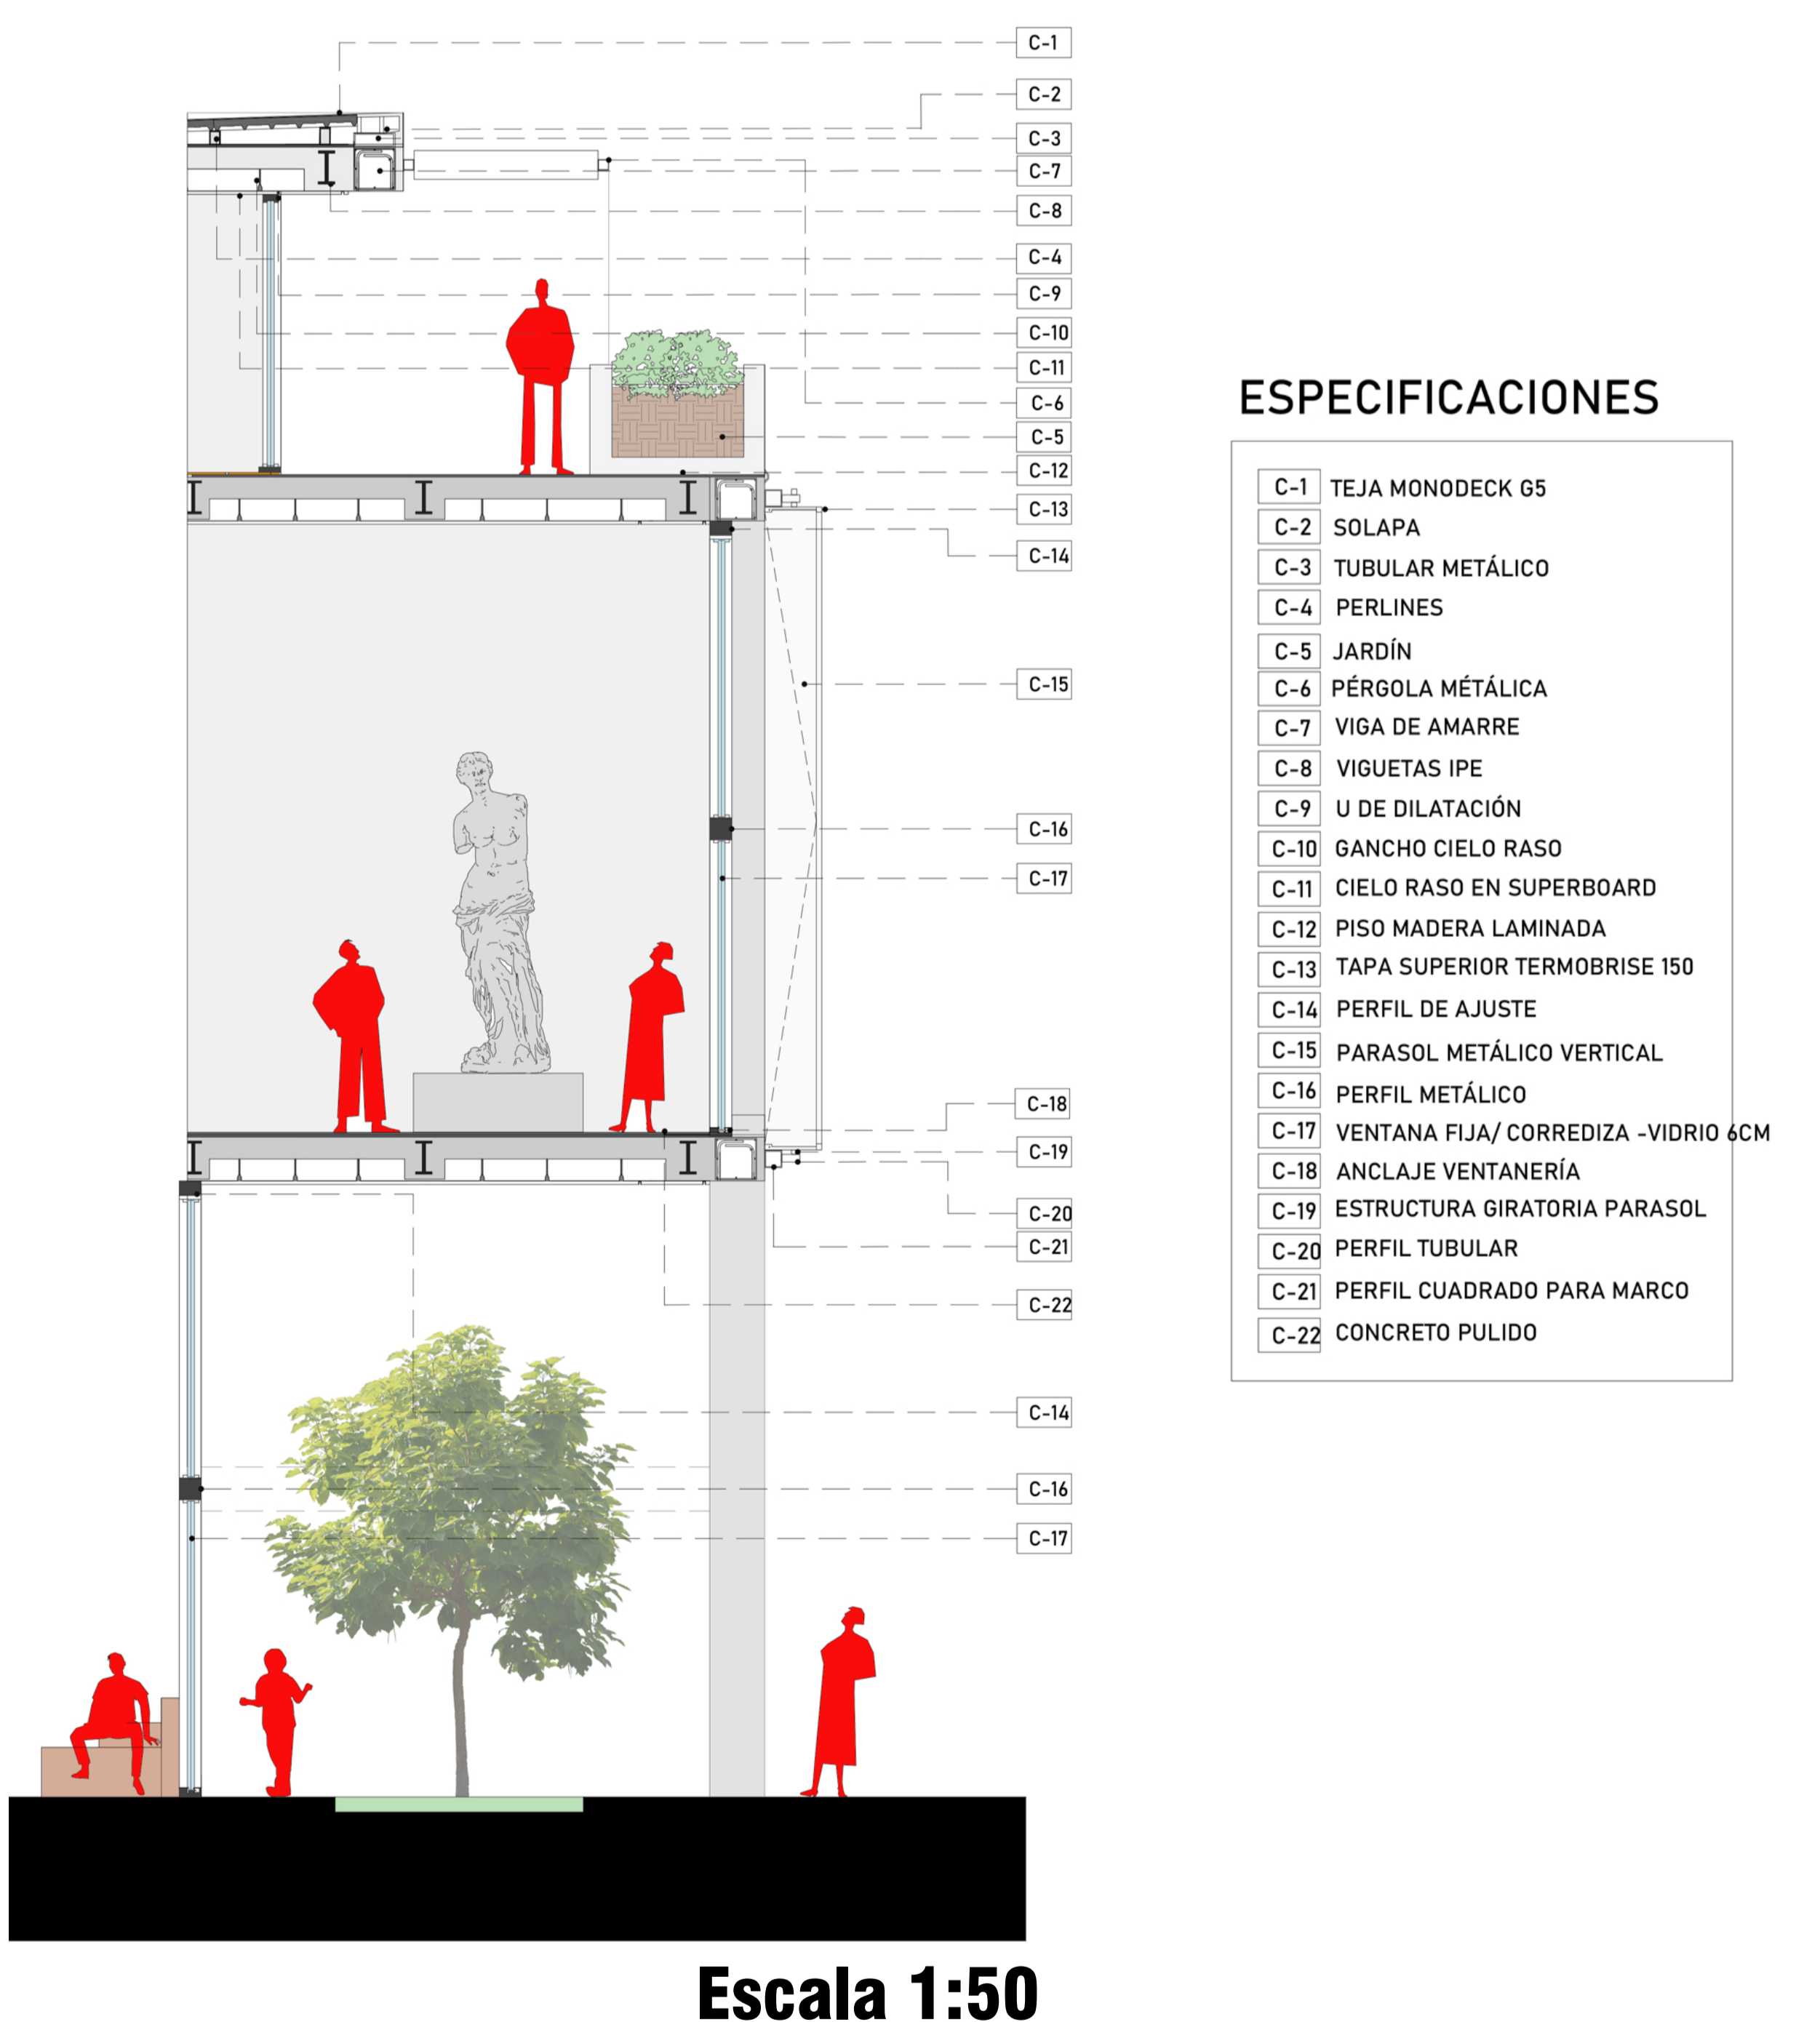 C-1
C-2
C-3
C-7
C-8
C-4
C-9
C-10
C-11
C-6
C-5
C-12
C-13
C-14
C-15
C-16
C-17
C-18
C-19
C-20
C-21
C-22
C-14
C-16
C-17
ESPECIFICACIONES
C-1 TEJA MONODECK G5
C-2 SOLAPA
C-3 TUBULAR METÁLICO
C-4 PERLINES
C-5 JARDÍN
C-6 PÉRGOLA MÉTÁLICA
C-7 VIGA DE AMARRE
C-8 VIGUETAS IPE
C-9 U DE DILATACIÓN
C-10 GANCHO CIELO RASO
C-11 CIELO RASO EN SUPERBOARD
C-12 PISO MADERA LAMINADA
C-13 TAPA SUPERIOR TERMOBRISE 150
C-14 PERFIL DE AJUSTE
C-15 PARASOL METÁLICO VERTICAL
C-16 PERFIL METÁLICO
C-17 VENTANA FIJA/ CORREDIZA -VIDRIO 6CM
C-18 ANCLAJE VENTANERÍA
C-19 ESTRUCTURA GIRATORIA PARASOL
C-20 PERFIL TUBULAR
C-21 PERFIL CUADRADO PARA MARCO
C-22 CONCRETO PULIDO
Escala 1:50